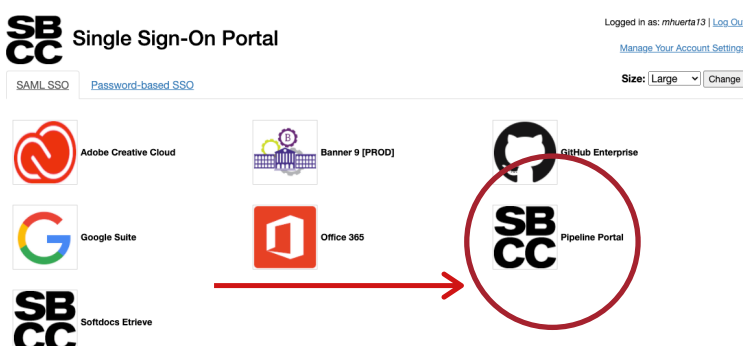 SB
CC
Single Sign-On Portal
Logged in as: mhuerta13 | Log Ou
Manage Your Account Settings
SAML SSO
Password-based SSO
Size: Large Change
Adobe Creative Cloud
B
Banner 9 [PROD]
GitHub Enterprise
G
Google Suite
Office 365
SB
CC
Pipeline Portal
SB
CC
Softdocs Etrieve